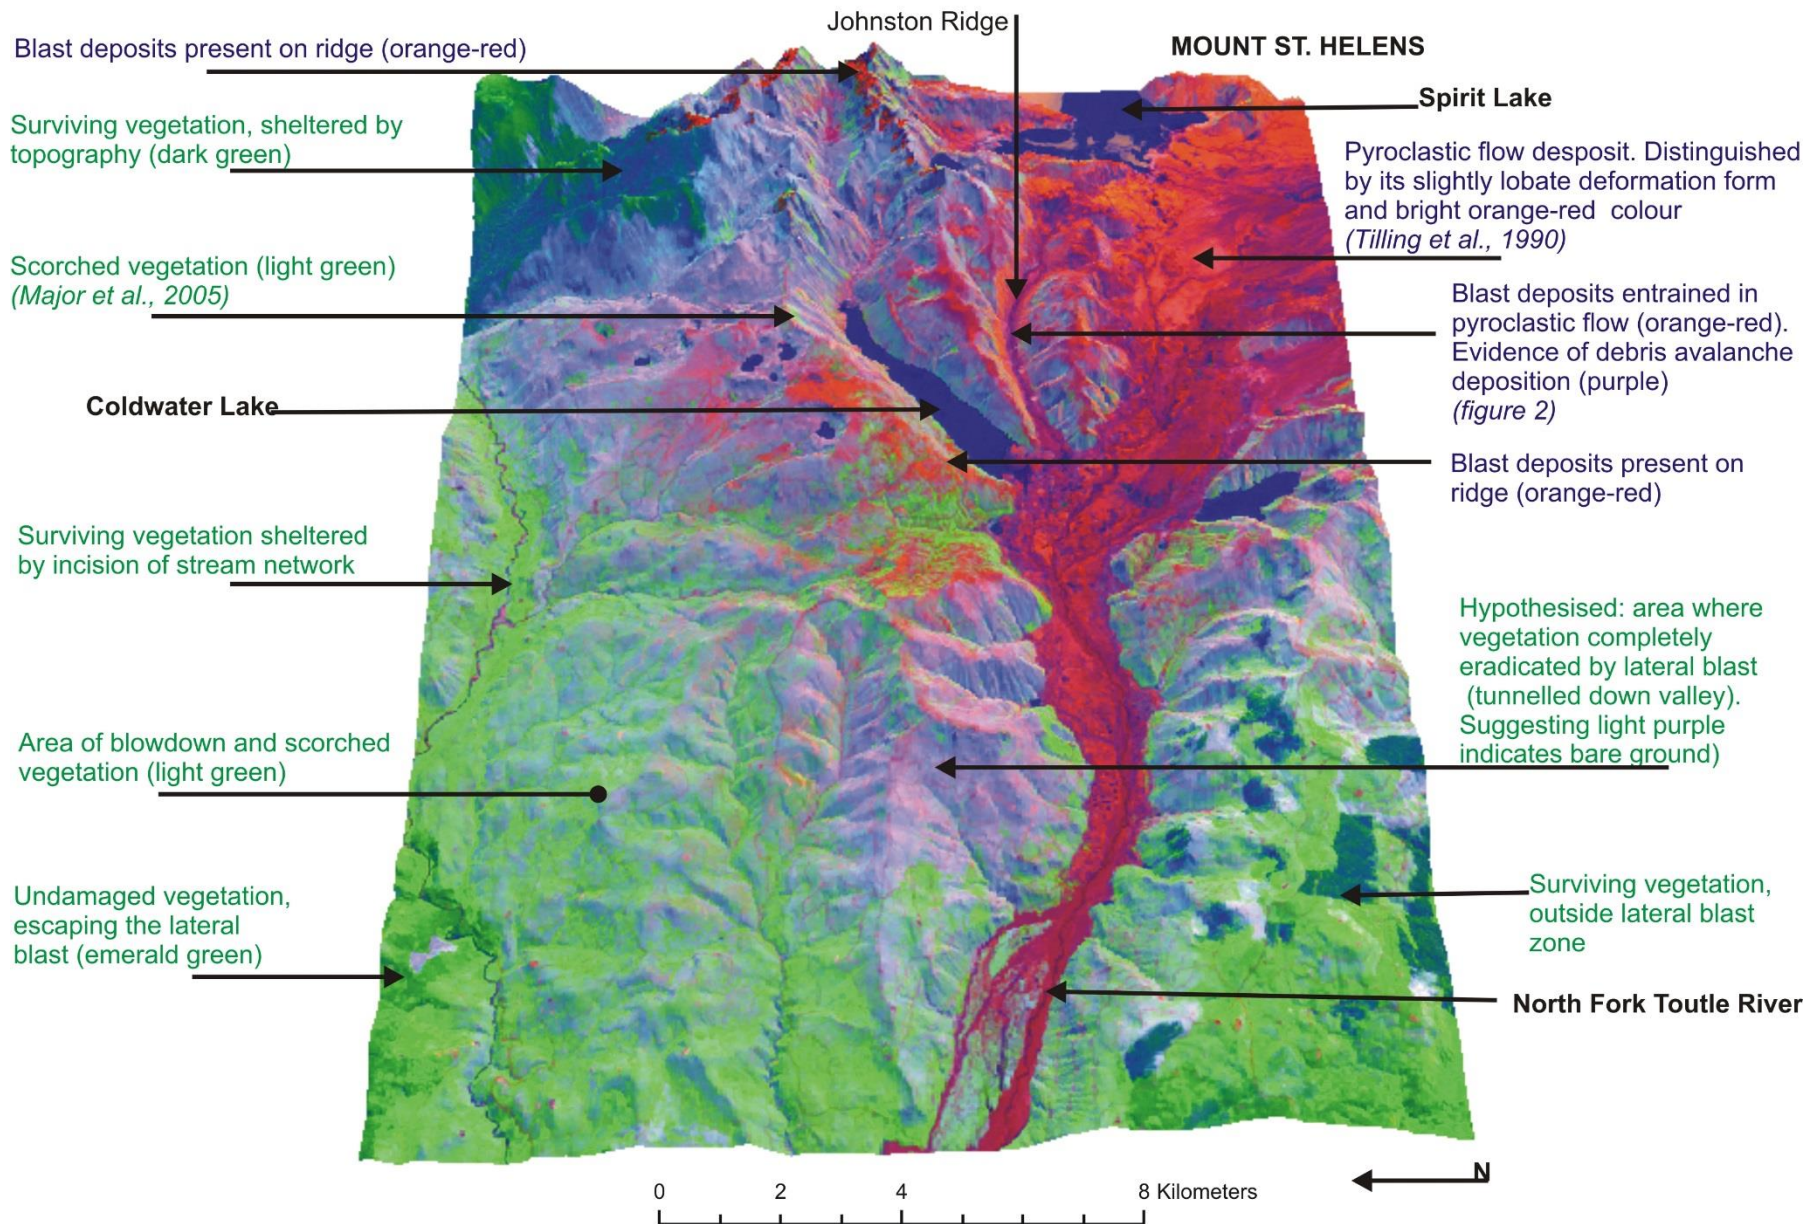 Johnston Ridge
MOUNT ST. HELENS
Blast deposits present on ridge (orange-red)
Spirit Lake
Surviving vegetation, sheltered by
topography (dark green)
Pyroclastic flow desposit. Distinguished
by its slightly lobate deformation form
and bright orange-red colour
(Tilling et al., 1990)
Scorched vegetation (light green)
(Major et al., 2005)
Blast deposits entrained in
pyroclastic flow (orange-red).
Evidence of debris avalanche
deposition (purple)
(figure 2)
Coldwater Lake
Blast deposits present on
ridge (orange-red)
Surviving vegetation sheltered
by incision of stream network
Hypothesised: area where
vegetation completely
eradicated by lateral blast
(tunnelled down valley).
Suggesting light purple
indicates bare ground)
Area of blowdown and scorched
vegetation (light green)
Undamaged vegetation,
escaping the lateral
blast (emerald green)
Surviving vegetation,
outside lateral blast
zone
North Fork Toutle River
N
0 2 4 8 Kilometers